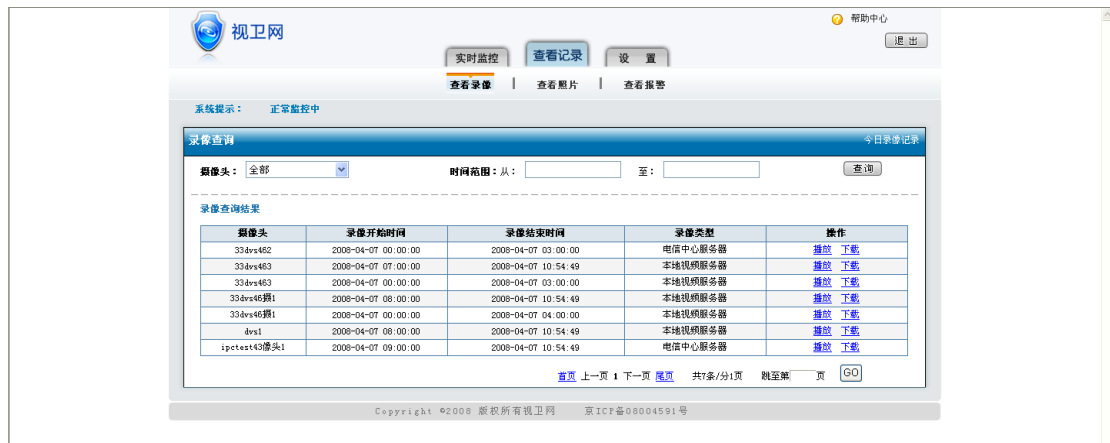 视卫网
帮助中心
退 出
实时监控 查看记录 设 置
查看录像 | 查看照片 | 查看报警
系统提示: 正常监控中
录像查询 今日录像记录
摄像头: 全部 时间范围:从: 至: 查询
录像查询结果
摄像头 录像开始时间 录像结束时间 录像类型 操作
33dvs462 2008-04-07 00:00:00 2008-04-07 03:00:00 电信中心服务器 播放 下载
33dvs463 2008-04-07 07:00:00 2008-04-07 10:54:49 本地视频服务器 播放 下载
33dvs463 2008-04-07 00:00:00 2008-04-07 03:00:00 本地视频服务器 播放 下载
33dvs46摄1 2008-04-07 08:00:00 2008-04-07 10:54:49 本地视频服务器 播放 下载
33dvs46摄1 2008-04-07 00:00:00 2008-04-07 04:00:00 本地视频服务器 播放 下载
dvs1 2008-04-07 08:00:00 2008-04-07 10:54:49 本地视频服务器 播放 下载
ipctest43像头1 2008-04-07 09:00:00 2008-04-07 10:54:49 电信中心服务器 播放 下载
首页 上一页 1 下一页 尾页 共7条/分1页 跳至第 页 GO
Copyright ©2008 版权所有视卫网 京ICP备08004591号